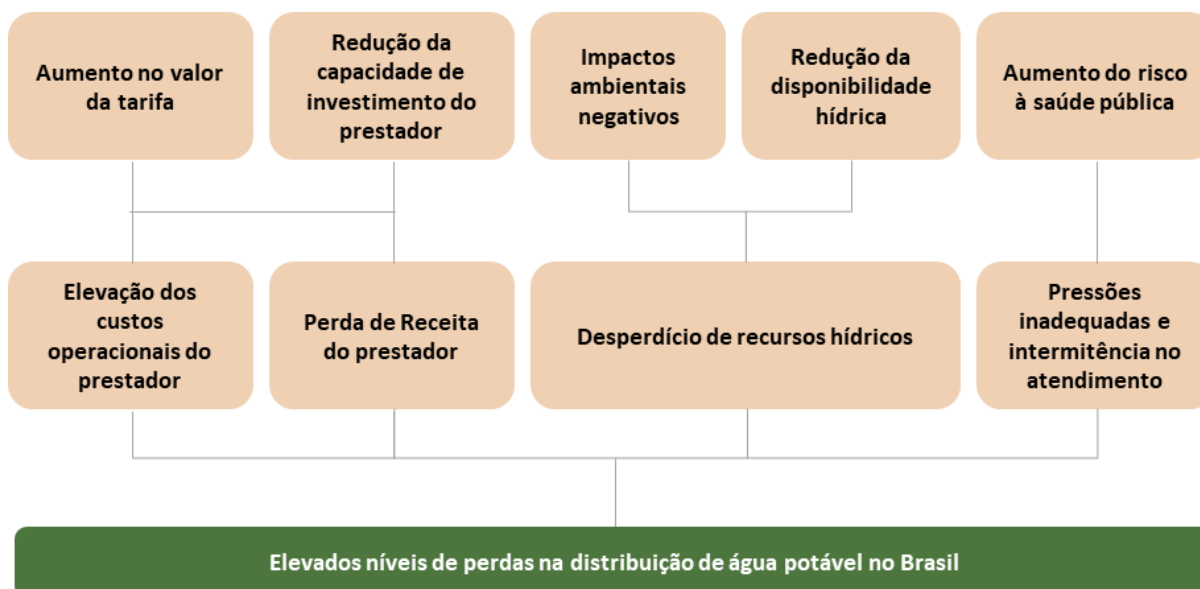 Aumento no valor
da tarifa
Redução da
capacidade de
investimento do
prestador
Impactos
ambientais
negativos
Redução da
disponibilidade
hídrica
Aumento do risco
à saúde pública
Elevação dos
custos
operacionais do
prestador
Perda de Receita
do prestador
Desperdício de recursos hídricos
Pressões
inadequadas e
intermitência no
atendimento
Elevados níveis de perdas na distribuição de água potável no Brasil